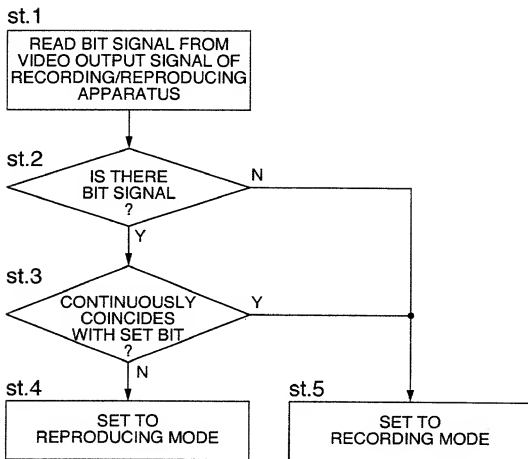 st.1
READ BIT SIGNAL FROM
VIDEO OUTPUT SIGNAL OF
RECORDING/REPRODUCING
APPARATUS
st.2
IS THERE
BIT SIGNAL
?
N
Y
st.3
CONTINUOUSLY
COINCIDES
WITH SET BIT
?
Y
N
st.4
SET TO
REPRODUCING MODE
st.5
SET TO
RECORDING MODE